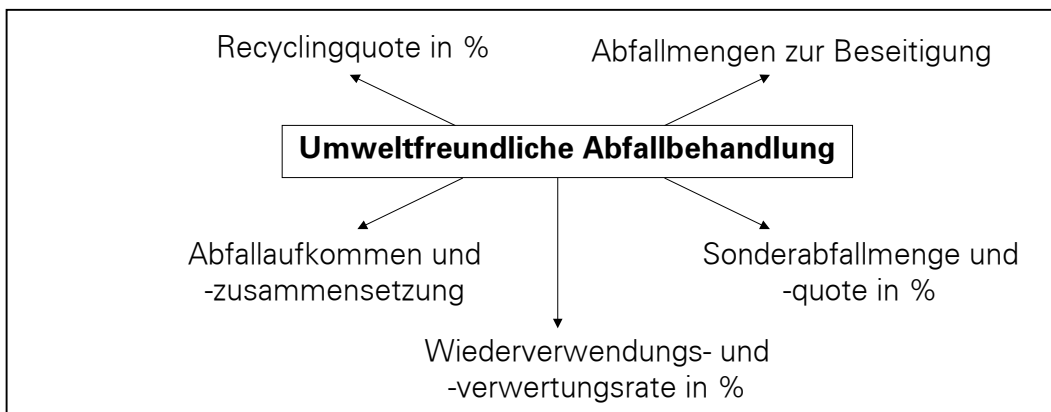 Recyclingquote in %
Abfallmengen zur Beseitigung
Umweltfreundliche Abfallbehandlung
Abfallaufkommen und
-zusammensetzung
Sonderabfallmenge und
-quote in %
Wiederverwendungs- und
-verwertungsrate in %